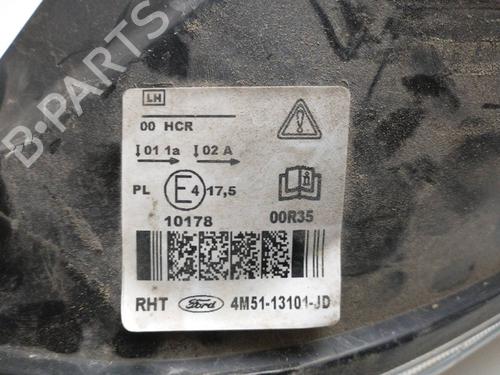 B-PARTS
LH
00 HCR
01 1a 02 A
PL E4 17,5
10178 00R35
RHT Ford 4M51-13101-JD